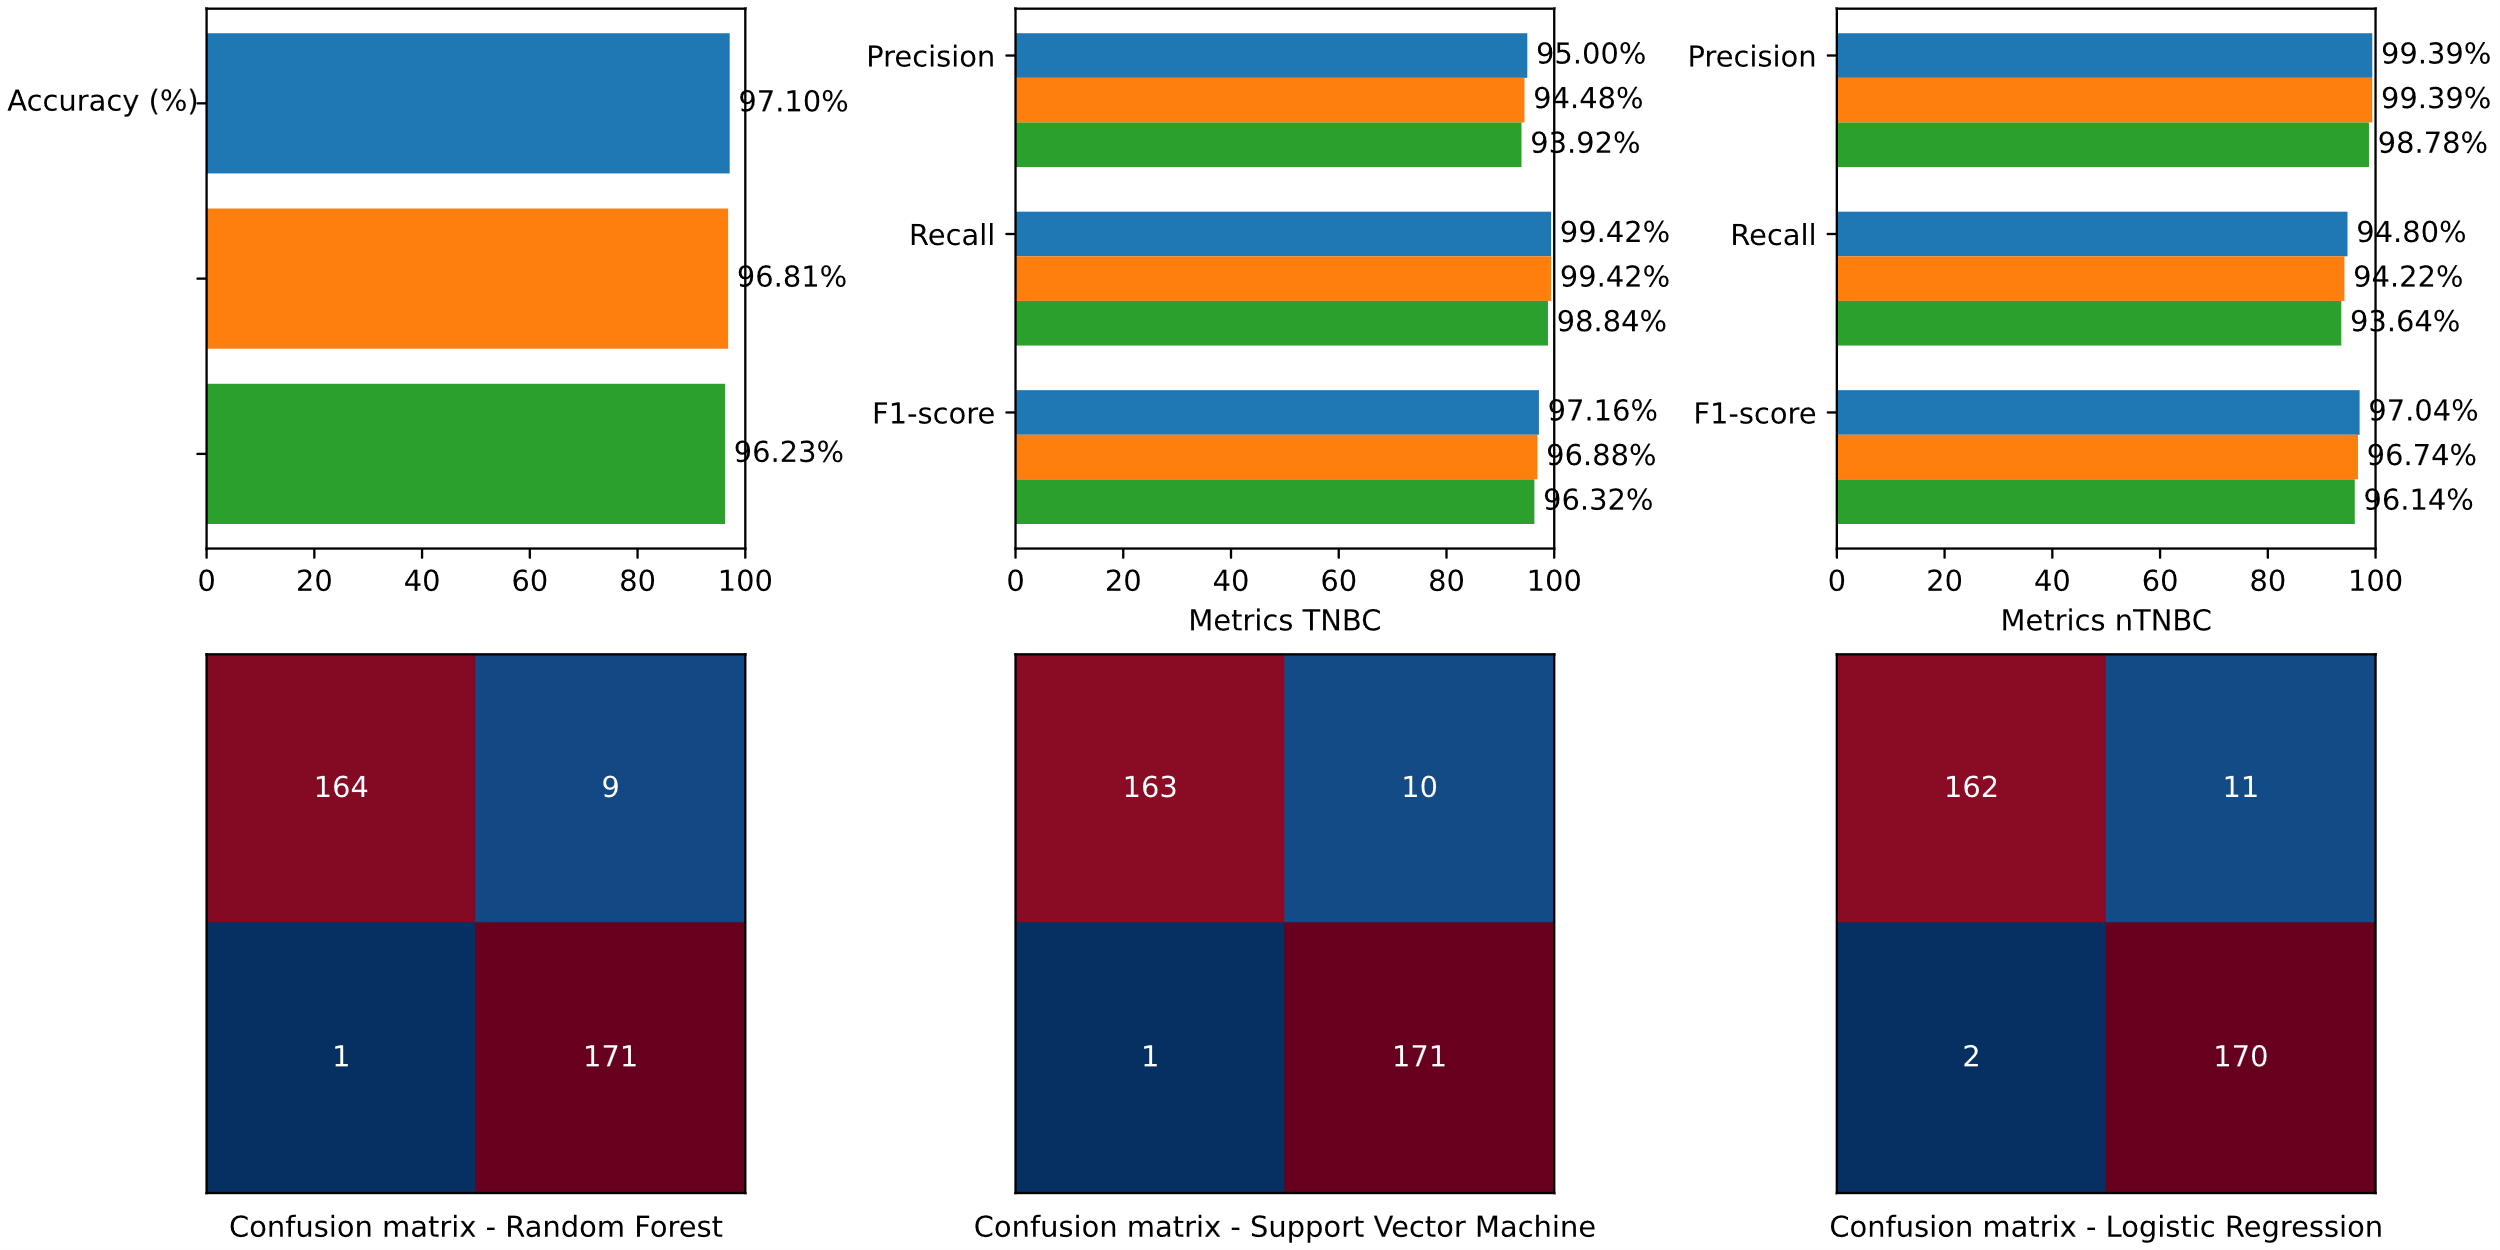 Accuracy (%)
97.10%
96.81%
96.23%
0 20 40 60 80 100
Precision
95.00%
94.48%
93.92%
Recall
99.42%
99.42%
98.84%
F1-score
97.16%
96.88%
96.32%
0 20 40 60 80 100
Metrics TNBC
Precision
99.39%
99.39%
98.78%
Recall
94.80%
94.22%
93.64%
F1-score
97.04%
96.74%
96.14%
0 20 40 60 80 100
Metrics nTNBC
164 9
1 171
Confusion matrix - Random Forest
163 10
1 171
Confusion matrix - Support Vector Machine
162 11
2 170
Confusion matrix - Logistic Regression